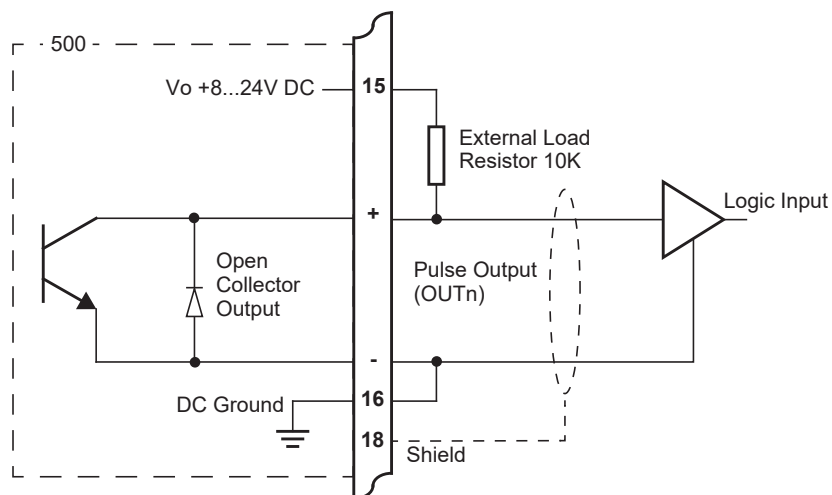 500
Vo +8...24V DC
15
External Load
Resistor 10K
+
Logic Input
Open
Collector
Output
Pulse Output
(OUTn)
-
DC Ground
16
18
Shield